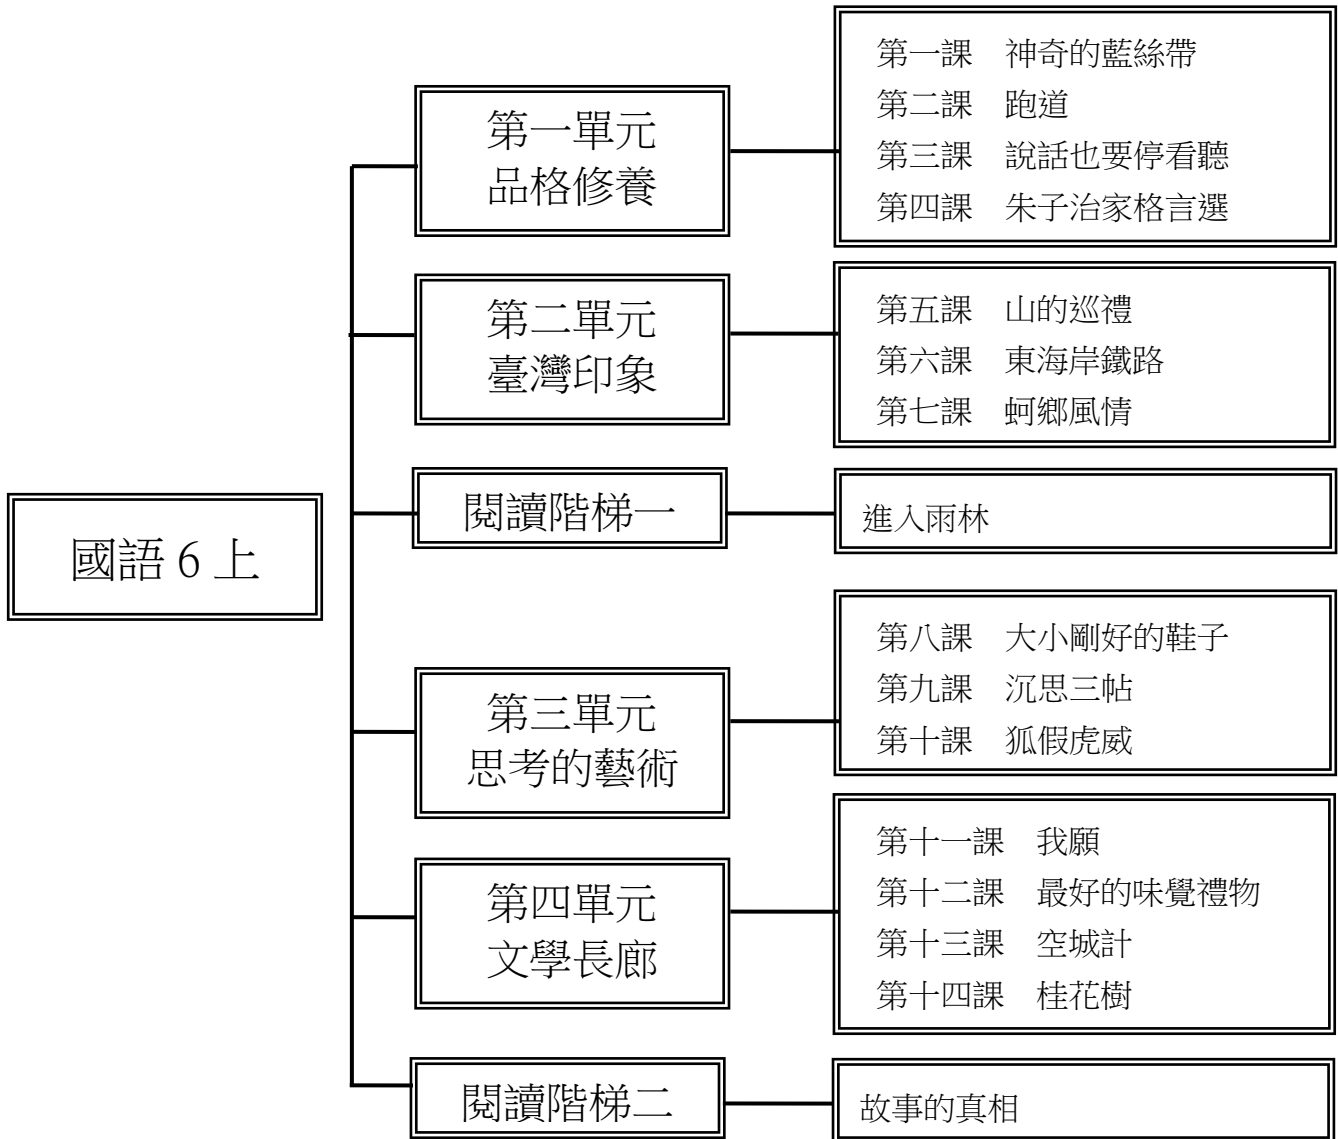 國語 6 上
第一單元
品格修養
第一課 神奇的藍絲帶
第二課 跑道
第三課 說話也要停看聽
第四課 朱子治家格言選
第二單元
臺灣印象
第五課 山的巡禮
第六課 東海岸鐵路
第七課 蚵鄉風情
閱讀階梯一
進入雨林
第三單元
思考的藝術
第八課 大小剛好的鞋子
第九課 沉思三帖
第十課 狐假虎威
第四單元
文學長廊
第十一課 我願
第十二課 最好的味覺禮物
第十三課 空城計
第十四課 桂花樹
閱讀階梯二
故事的真相